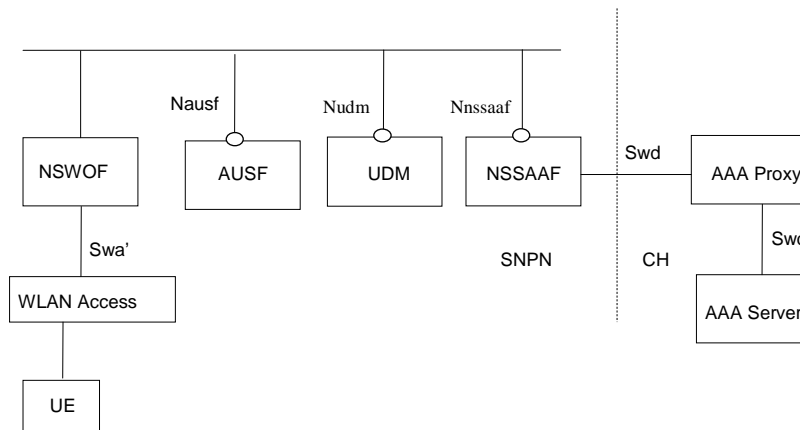 Nausf
Nudm
Nnssaaf
NSWOF
AUSF
UDM
NSSAAF
Swd
AAA Proxy
Swa'
SNPN
CH
WLAN Access
AAA Server
UE